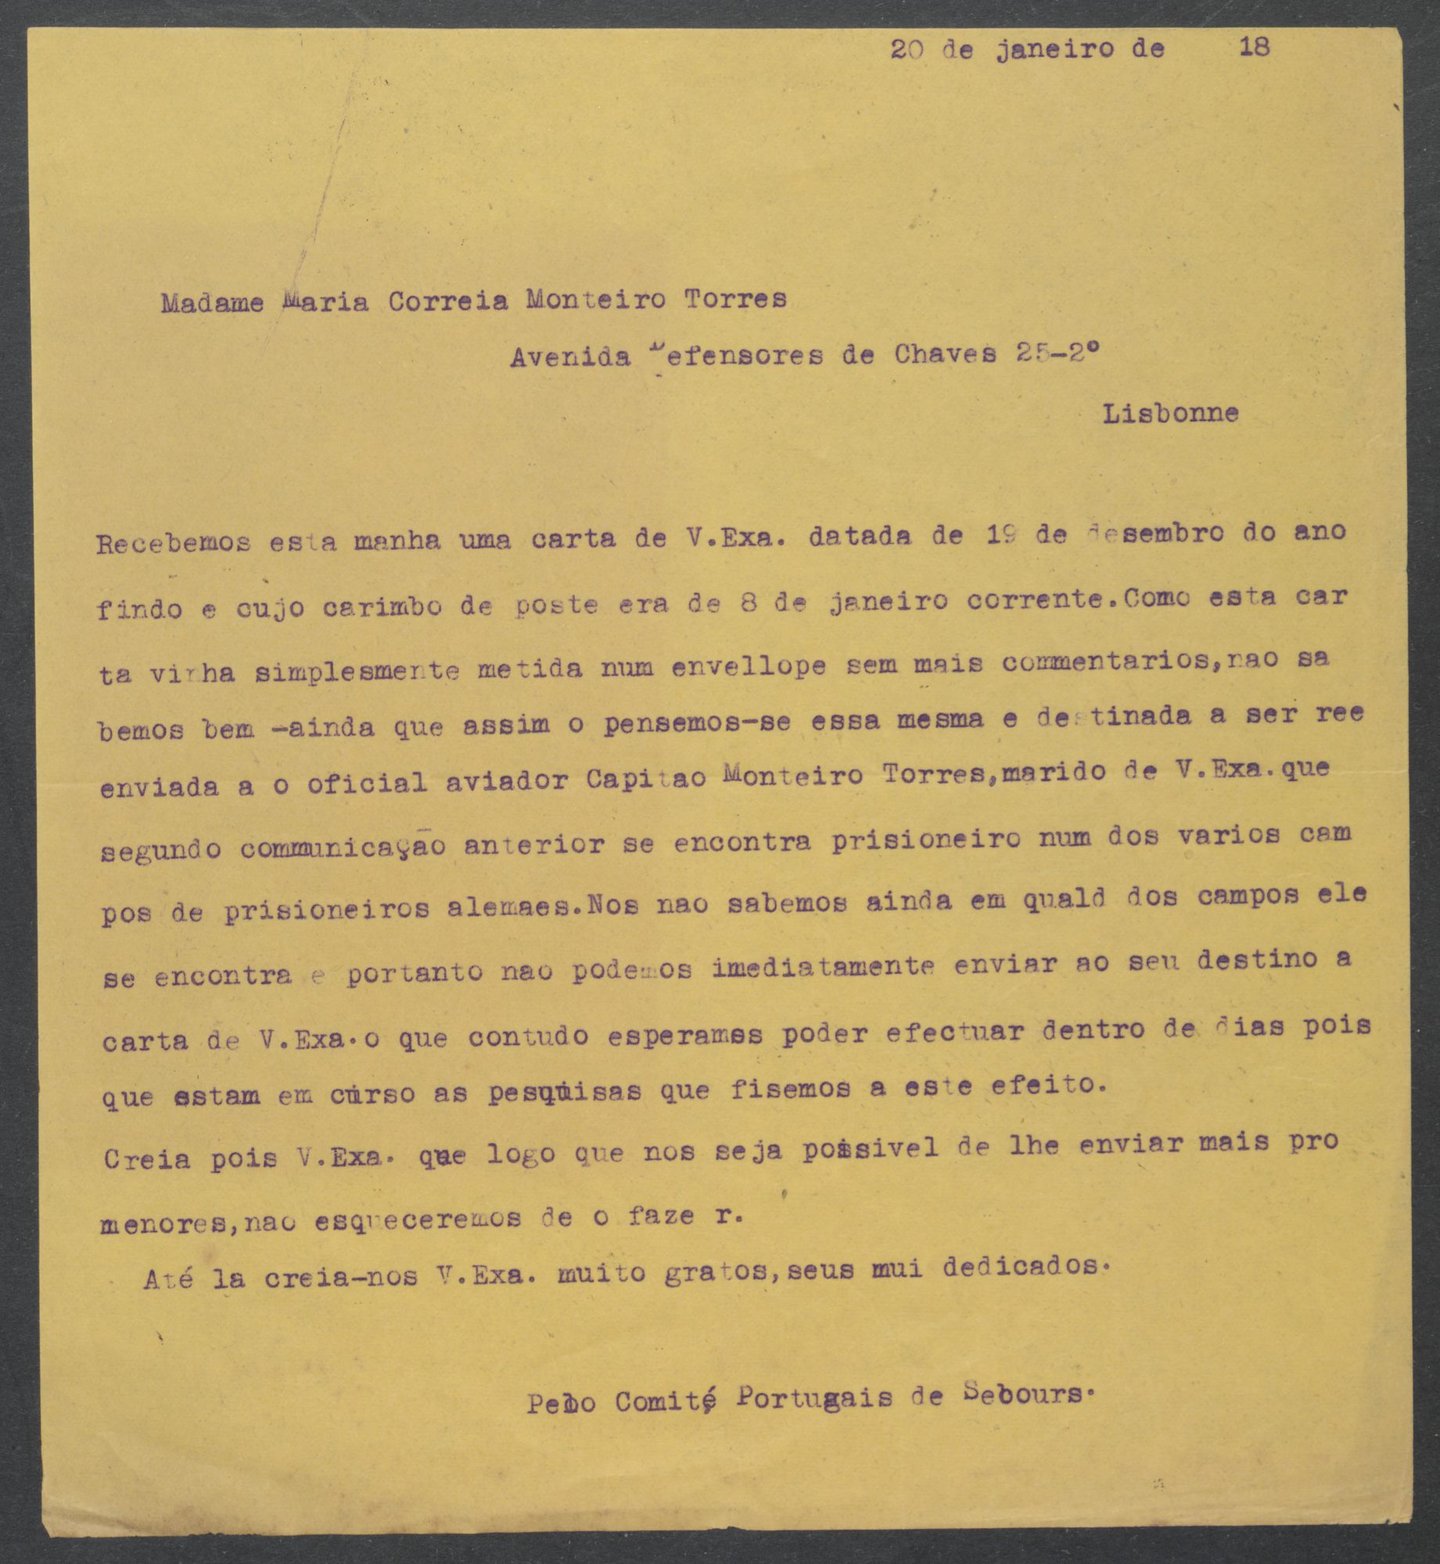 20 de janeiro de 18
Madame Maria Correia Monteiro Torres
Avenida Defensores de Chaves 25-2º
Lisbonne
Recebemos esta manha uma carta de V.Exa. datada de 19 de desembro do ano
findo e cujo carimbo de poste era de 8 de janeiro corrente.Como esta car
ta vinha simplesmente metida num envellope sem mais commentarios,nao sa
bemos bem -ainda que assim o pensemos-se essa mesma e destinada a ser ree
enviada a o oficial aviador Capitao Monteiro Torres,marido de V.Exa.que
segundo communicação anterior se encontra prisioneiro num dos varios cam
pos de prisioneiros alemaes.Nos nao sabemos ainda em quald dos campos ele
se encontra e portanto nao podemos imediatamente enviar ao seu destino a
carta de V.Exa.o que contudo esperamos poder efectuar dentro de dias pois
que estam em curso as pesquisas que fisemos a este efeito.
Creia pois V.Exa. que logo que nos seja possivel de lhe enviar mais pro
menores,nao esqueceremos de o faze r.
Até la creia-nos V.Exa. muito gratos,seus mui dedicados.
Pelo Comité Portugais de Secours.